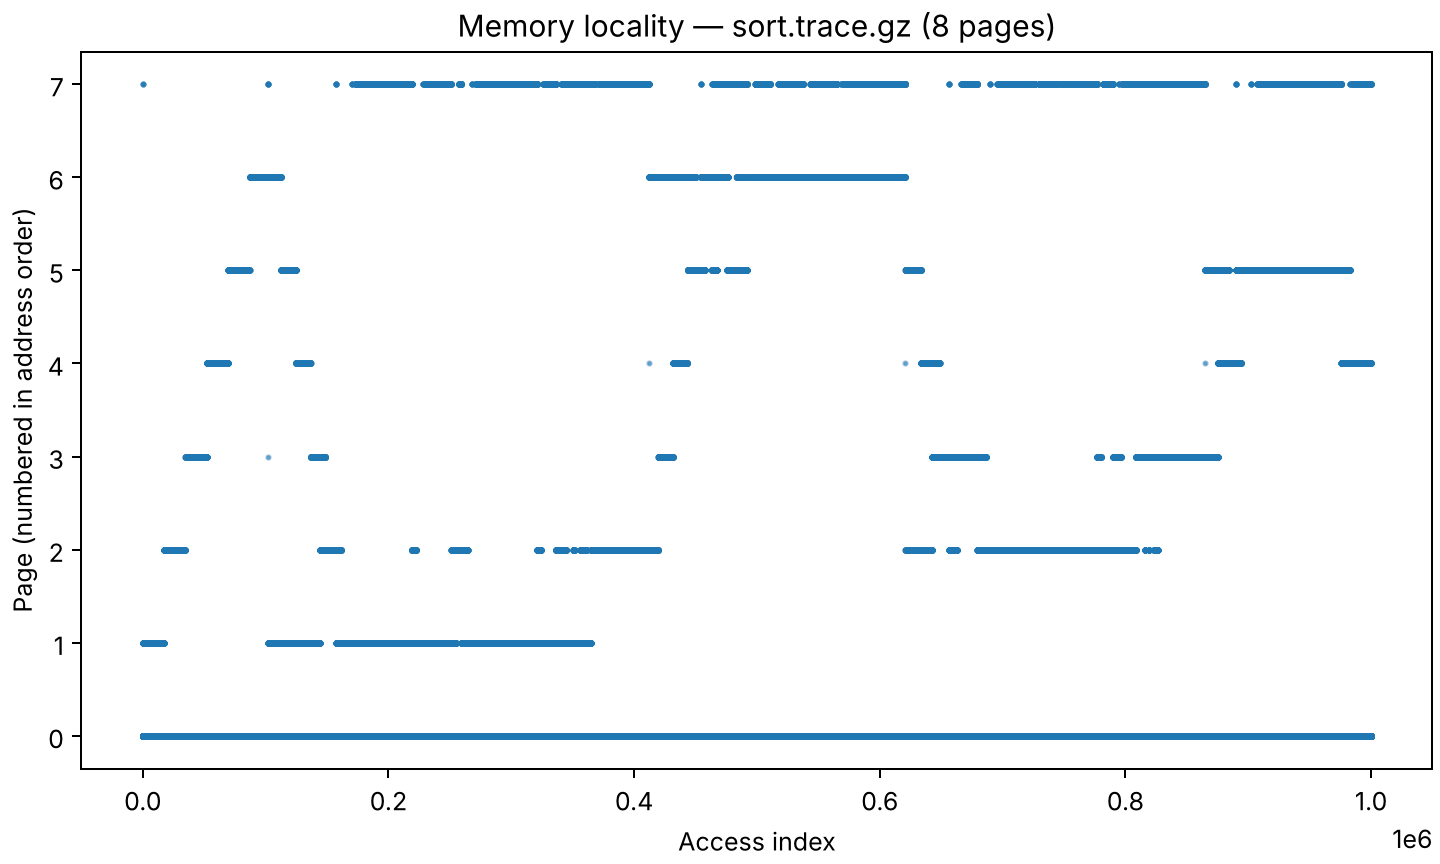 Memory locality — sort.trace.gz (8 pages)
Page (numbered in address order)
7
6
5
4
3
2
1
0
0.0 0.2 0.4 0.6 0.8 1.0
Access index
1e6